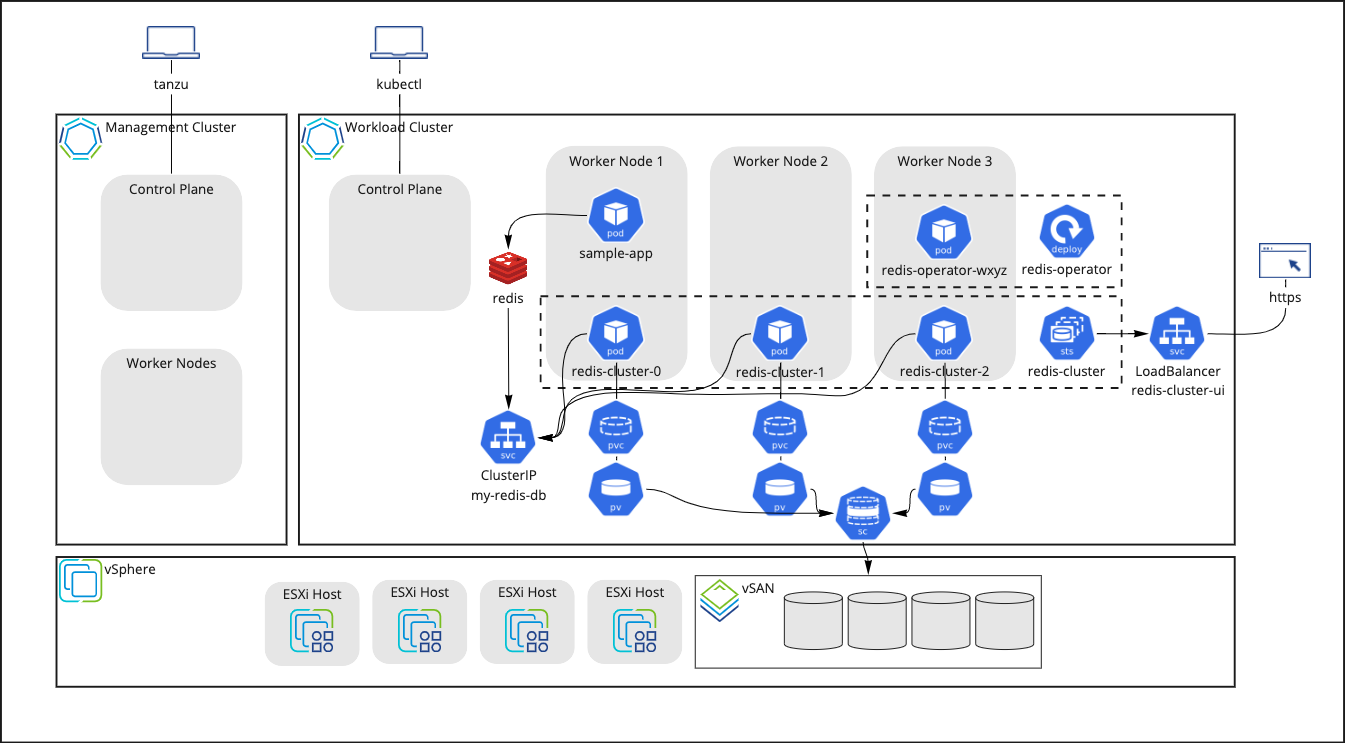 tanzu
kubectl
Management Cluster
Workload Cluster
Control Plane
Worker Nodes
Control Plane
Worker Node 1
Worker Node 2
Worker Node 3
pod
sample-app
redis
pod
redis-operator-wxyz
deploy
redis-operator
https
pod
redis-cluster-0
pod
redis-cluster-1
pod
redis-cluster-2
sts
redis-cluster
svc
LoadBalancer
redis-cluster-ui
svc
ClusterIP
my-redis-db
pvc
pvc
pvc
pv
pv
pv
sc
vSphere
ESXi Host
ESXi Host
ESXi Host
ESXi Host
vSAN